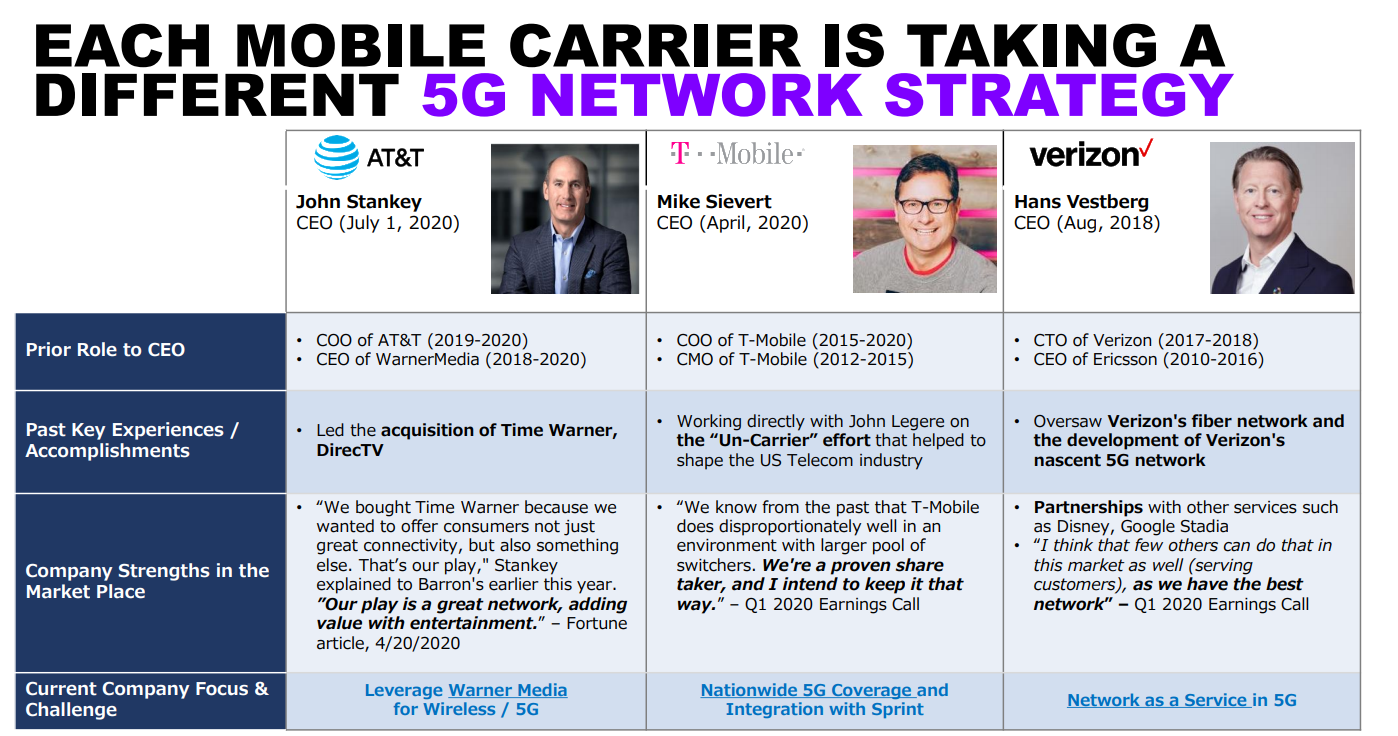 EACH MOBILE CARRIER IS TAKING A
DIFFERENT 5G NETWORK STRATEGY
AT&T
John Stankey
CEO (July 1, 2020)
T··Mobile·
Mike Sievert
CEO (April, 2020)
verizon✓
Hans Vestberg
CEO (Aug, 2018)
Prior Role to CEO
• COO of AT&T (2019-2020)
• CEO of WarnerMedia (2018-2020)
• COO of T-Mobile (2015-2020)
• CMO of T-Mobile (2012-2015)
• CTO of Verizon (2017-2018)
• CEO of Ericsson (2010-2016)
Past Key Experiences /
Accomplishments
• Led the acquisition of Time Warner,
DirecTV
• Working directly with John Legere on
the “Un-Carrier” effort that helped to
shape the US Telecom industry
• Oversaw Verizon's fiber network and
the development of Verizon's
nascent 5G network
Company Strengths in the
Market Place
• “We bought Time Warner because we
wanted to offer consumers not just
great connectivity, but also something
else. That’s our play," Stankey
explained to Barron's earlier this year.
”Our play is a great network, adding
value with entertainment.” – Fortune
article, 4/20/2020
• “We know from the past that T-Mobile
does disproportionately well in an
environment with larger pool of
switchers. We're a proven share
taker, and I intend to keep it that
way.” – Q1 2020 Earnings Call
• Partnerships with other services such
as Disney, Google Stadia
• “I think that few others can do that in
this market as well (serving
customers), as we have the best
network” – Q1 2020 Earnings Call
Current Company Focus &
Challenge
Leverage Warner Media
for Wireless / 5G
Nationwide 5G Coverage and
Integration with Sprint
Network as a Service in 5G